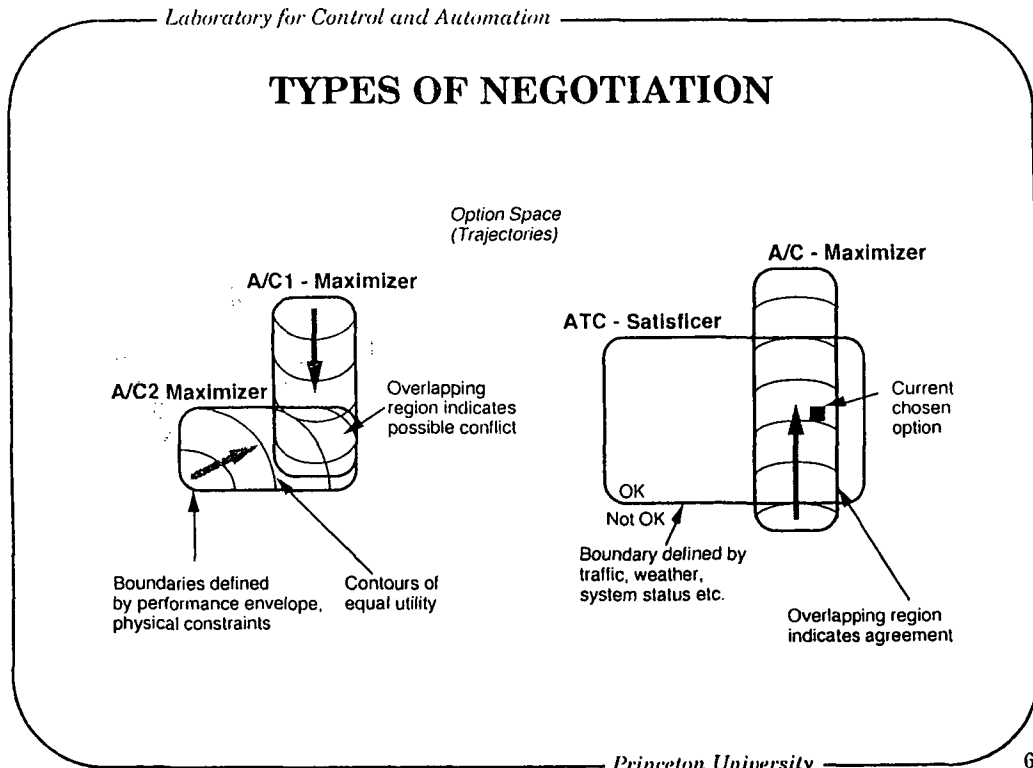 Laboratory for Control and Automation
TYPES OF NEGOTIATION
Option Space
(Trajectories)
A/C1 - Maximizer
A/C2 Maximizer
Overlapping
region indicates
possible conflict
Boundaries defined
by performance envelope,
physical constraints
Contours of
equal utility
A/C - Maximizer
ATC - Satisficer
Current
chosen
option
OK
Not OK
Boundary defined by
traffic, weather,
system status etc.
Overlapping region
indicates agreement
Princeton University